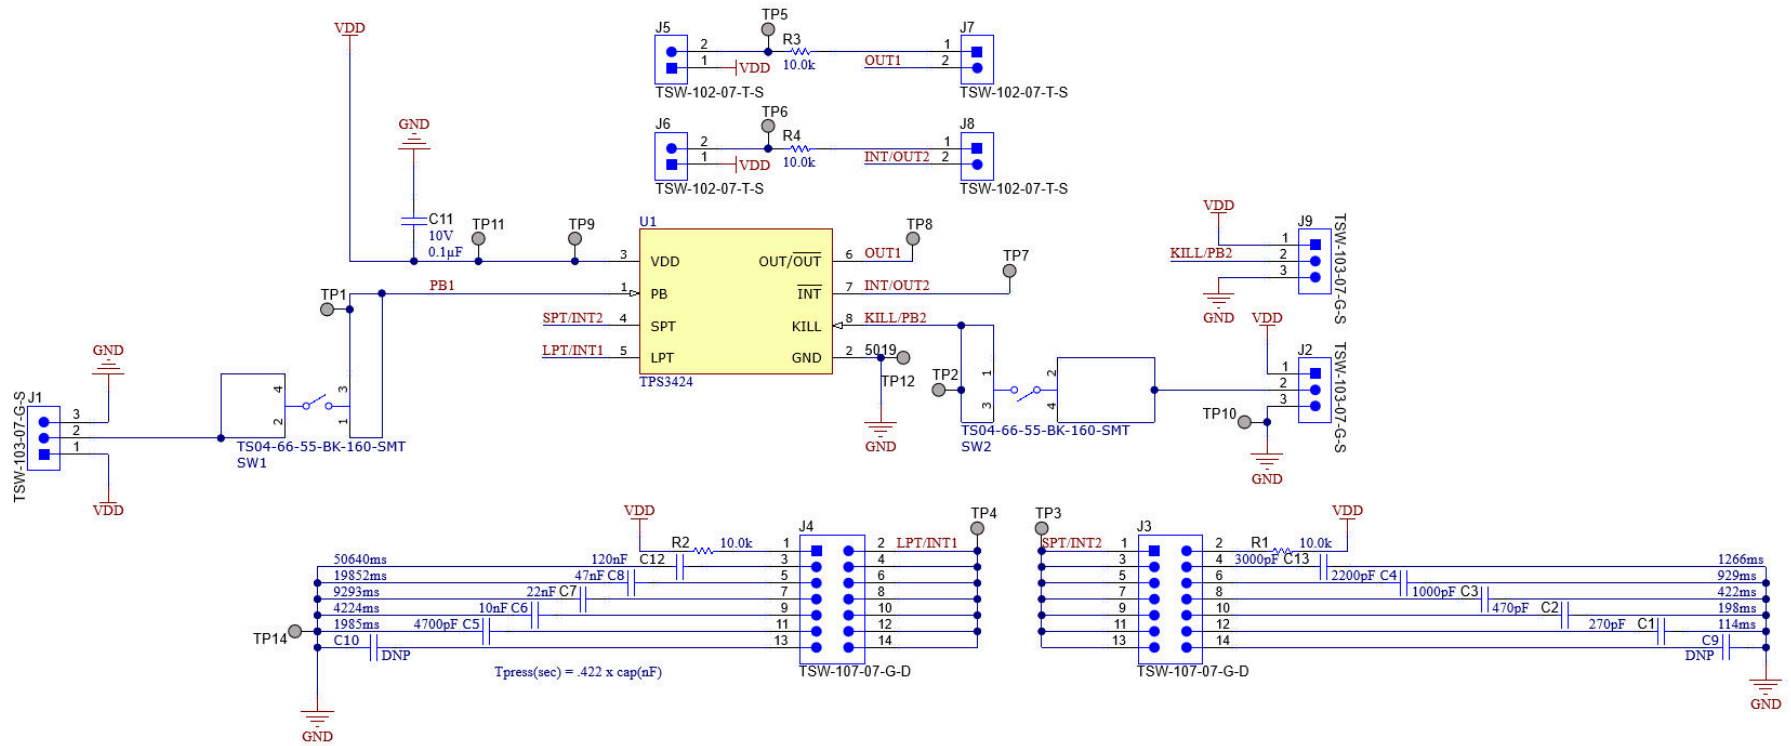 VDD
TP5
J5
2
R3
J7
1
1
VDD
10.0k
OUT1
2
TSW-102-07-T-S
TSW-102-07-T-S
TP6
GND
J6
2
R4
J8
1
1
VDD
10.0k
INT/OUT2
2
TSW-102-07-T-S
TSW-102-07-T-S
C11
10V
0.1µF
TP11
TP9
U1
TP8
3
VDD
OUT/OUT
6
OUT1
TP7
PB1
1
PB
INT
7
INT/OUT2
TP1
SPT/INT2
4
SPT
KILL
8
KILL/PB2
LPT/INT1
5
LPT
GND
2
5019
TP12
TPS3424
TP2
VDD
J9
1
KILL/PB2
2
3
GND
TSW-103-07-G-S
VDD
J2
1
2
3
TP10
GND
TSW-103-07-G-S
GND
J1
3
2
1
TSW-103-07-G-S
VDD
4
2
3
1
TS04-66-55-BK-160-SMT
SW1
1
3
2
4
TS04-66-55-BK-160-SMT
SW2
GND
VDD
R2
10.0k
J4
TP4
1
2
LPT/INT1
50640ms
120nF
C12
3
4
19852ms
47nF
C8
5
6
9293ms
22nF
C7
7
8
4224ms
10nF
C6
9
10
TP14
1985ms
4700pF
C5
11
12
C10
DNP
13
14
Tpress(sec) = .422 x cap(nF)
TSW-107-07-G-D
GND
TP3
J3
VDD
SPT/INT2
1
2
R1
10.0k
3
4
3000pF
C13
1266ms
5
6
2200pF
C4
929ms
7
8
1000pF
C3
422ms
9
10
470pF
C2
198ms
11
12
270pF
C1
114ms
13
14
C9
DNP
TSW-107-07-G-D
GND